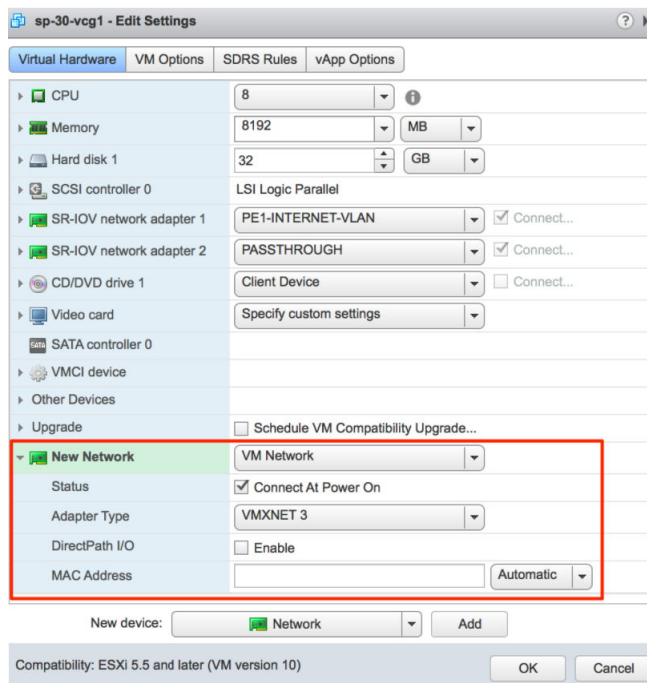 sp-30-vcg1 - Edit Settings ?
Virtual Hardware VM Options SDRS Rules vApp Options
CPU 8
Memory 8192 MB
Hard disk 1 32 GB
SCSI controller 0 LSI Logic Parallel
SR-IOV network adapter 1 PE1-INTERNET-VLAN Connect...
SR-IOV network adapter 2 PASSTHROUGH Connect...
CD/DVD drive 1 Client Device Connect...
Video card Specify custom settings
SATA SATA controller 0
VMCI device
Other Devices
Upgrade Schedule VM Compatibility Upgrade...
New Network VM Network
Status Connect At Power On
Adapter Type VMXNET 3
DirectPath I/O Enable
MAC Address Automatic
New device: Network Add
Compatibility: ESXi 5.5 and later (VM version 10) OK Cancel